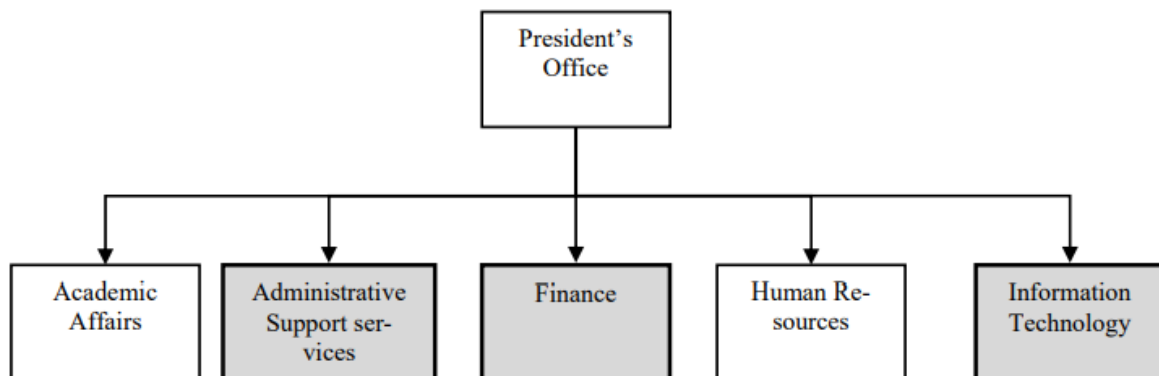 President’s
Office
Academic
Affairs
Administrative
Support ser-
vices
Finance
Human Re-
sources
Information
Technology